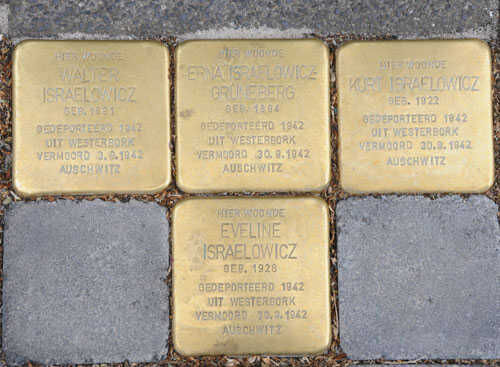 HIER WOONDE
WALTER
ISRAELOWICZ
GEB. 1891
GEDEPORTEERD 1942
UIT WESTERBORK
VERMOORD 3.9.1942
AUSCHWITZ
HIER WOONDE
ERNA ISRAELOWICZ-
GRÜNEBERG
GEB. 1894
GEDEPORTEERD 1942
UIT WESTERBORK
VERMOORD 30.9.1942
AUSCHWITZ
HIER WOONDE
KURT ISRAELOWICZ
GEB. 1922
GEDEPORTEERD 1942
UIT WESTERBORK
VERMOORD 30.9.1942
AUSCHWITZ
HIER WOONDE
EVELINE
ISRAELOWICZ
GEB. 1928
GEDEPORTEERD 1942
UIT WESTERBORK
VERMOORD 30.9.1942
AUSCHWITZ